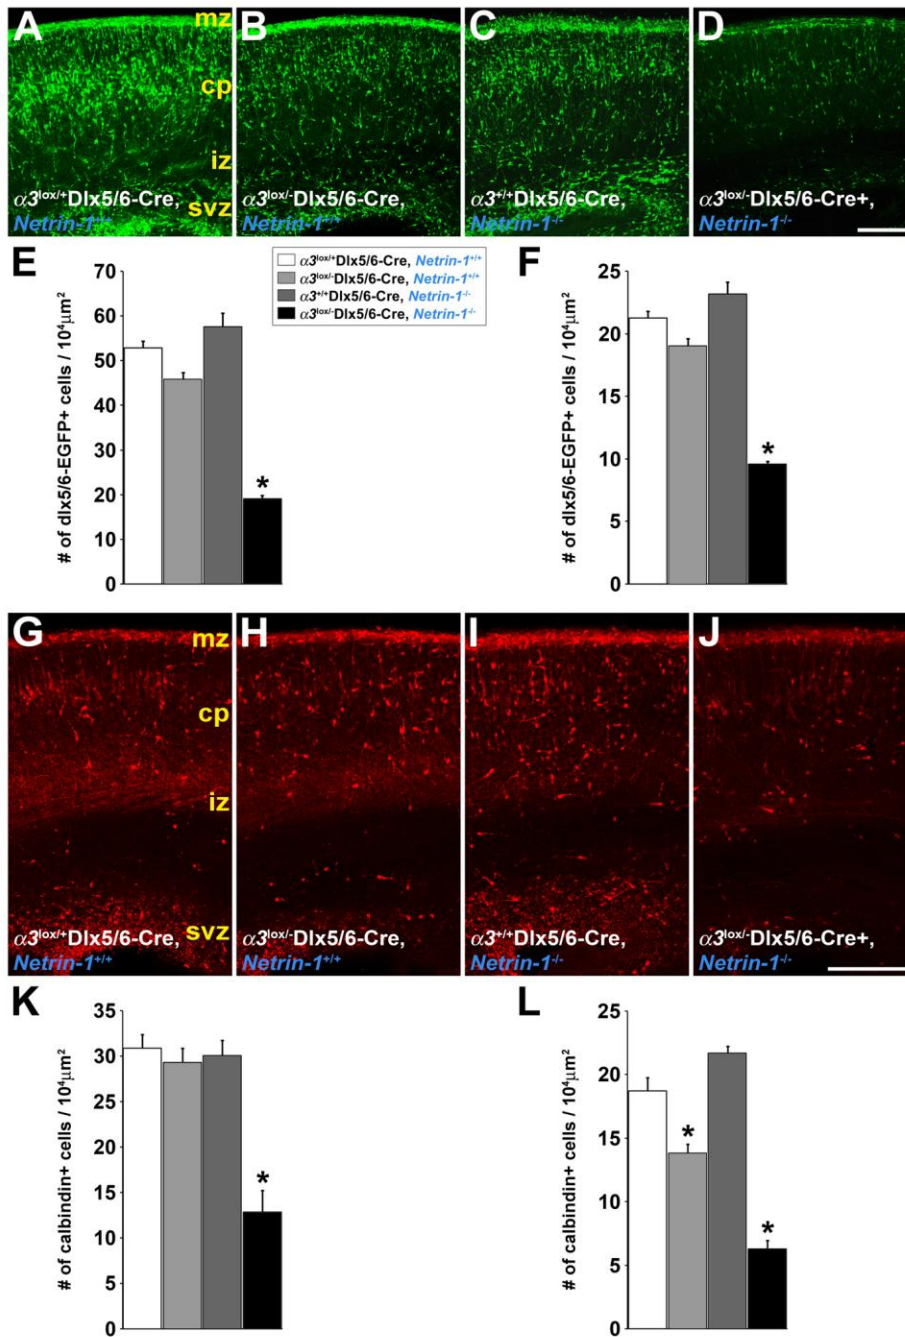 A B C D
mz
cp
iz
svz
α3lox/+Dlx5/6-Cre,
Netrin-1+/+
α3lox/-Dlx5/6-Cre,
Netrin-1+/+
α3+/+Dlx5/6-Cre,
Netrin-1-/-
α3lox/-Dlx5/6-Cre+,
Netrin-1-/-
E
# of dlx5/6-EGFP+ cells / 10⁴μm²
70
60
50
40
30
20
10
0
*
α3lox/+Dlx5/6-Cre, Netrin-1+/+
α3lox/-Dlx5/6-Cre, Netrin-1+/+
α3+/+Dlx5/6-Cre, Netrin-1-/-
α3lox/-Dlx5/6-Cre, Netrin-1-/-
F
# of dlx5/6-EGFP+ cells / 10⁴μm²
25
20
15
10
5
0
*
G H I J
mz
cp
iz
svz
α3lox/+Dlx5/6-Cre,
Netrin-1+/+
α3lox/-Dlx5/6-Cre,
Netrin-1+/+
α3+/+Dlx5/6-Cre,
Netrin-1-/-
α3lox/-Dlx5/6-Cre+,
Netrin-1-/-
K
# of calbindin+ cells / 10⁴μm²
35
30
25
20
15
10
5
0
*
L
# of calbindin+ cells / 10⁴μm²
25
20
15
10
5
0
*
*